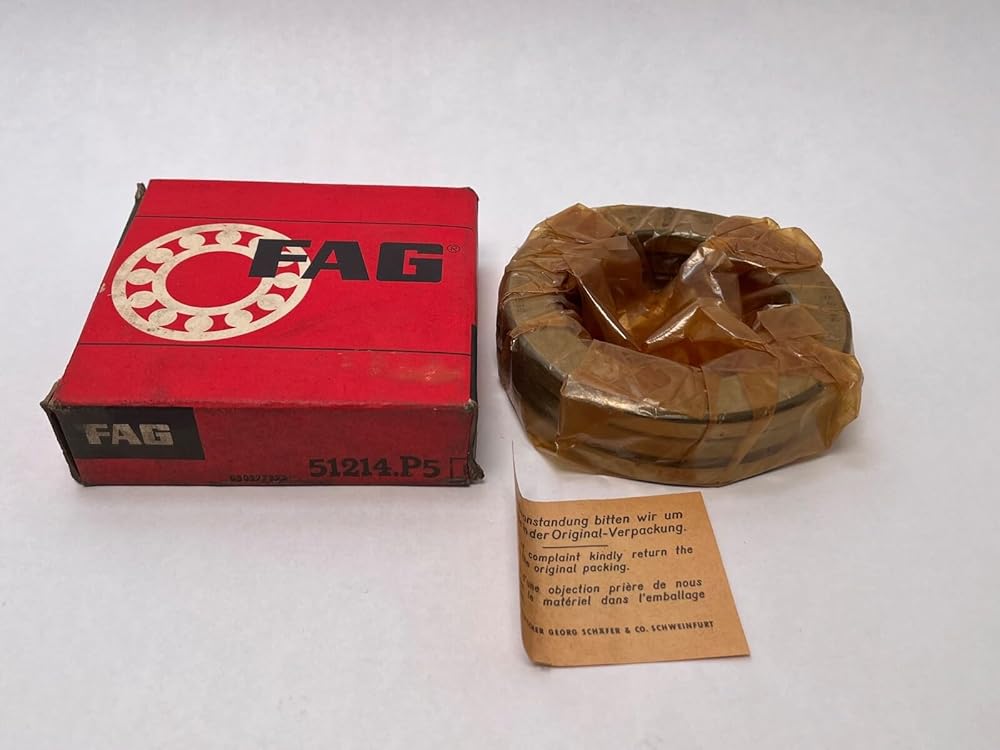 FAG®
FAG
51214.P5
nstandung bitten wir um
der Original-Verpackung.
complaint kindly return the
original packing.
objection prière de nous
le matériel dans l'emballage
GEORG SCHÄFER & CO. SCHWEINFURT